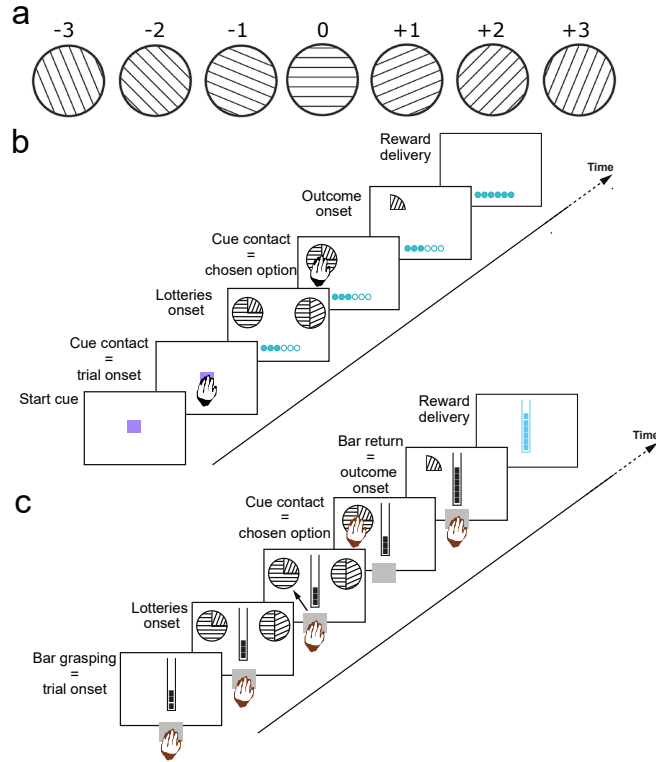 a
-3 -2 -1 0 +1 +2 +3
b
Reward
delivery
Time
Outcome
onset
Cue contact
=
chosen option
Lotteries
onset
Cue contact
=
trial onset
Start cue
Reward
delivery
Time
Bar return
=
outcome
onset
c
Cue contact
=
chosen option
Lotteries
onset
Bar grasping
=
trial onset